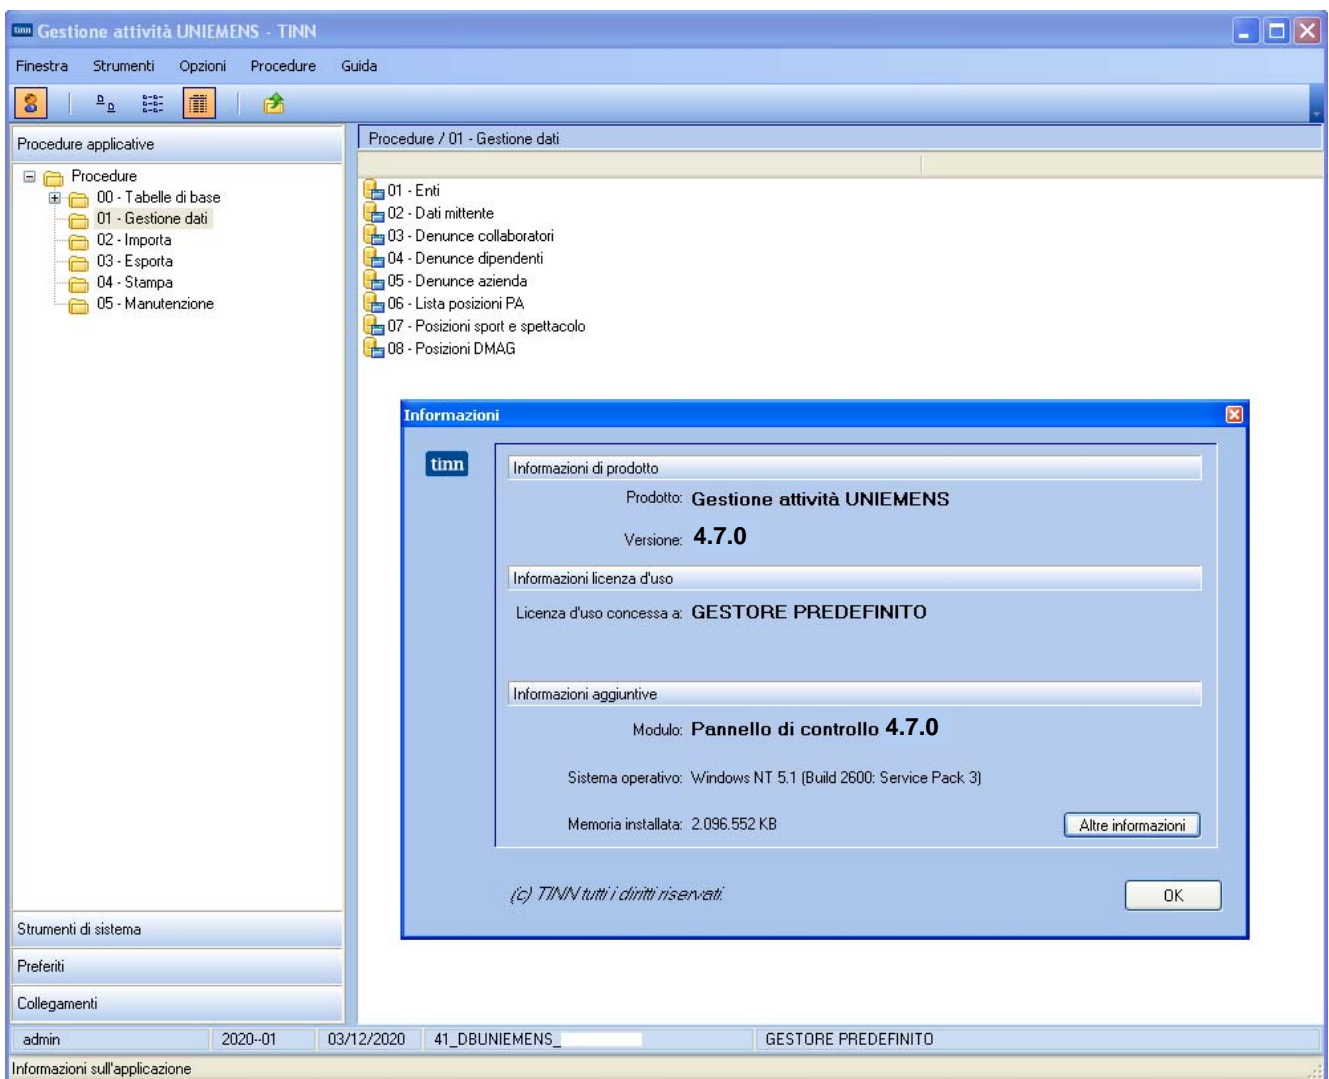 tinn Gestione attività UNIEMENS - TINN
Finestra Strumenti Opzioni Procedure Guida
Procedure applicative
Procedure
00 - Tabelle di base
01 - Gestione dati
02 - Importa
03 - Esporta
04 - Stampa
05 - Manutenzione
Strumenti di sistema
Preferiti
Collegamenti
Procedure / 01 - Gestione dati
01 - Enti
02 - Dati mittente
03 - Denunce collaboratori
04 - Denunce dipendenti
05 - Denunce azienda
06 - Lista posizioni PA
07 - Posizioni sport e spettacolo
08 - Posizioni DMAG
Informazioni
tinn
Informazioni di prodotto
Prodotto: Gestione attività UNIEMENS
Versione: 4.7.0
Informazioni licenza d'uso
Licenza d'uso concessa a: GESTORE PREDEFINITO
Informazioni aggiuntive
Modulo: Pannello di controllo 4.7.0
Sistema operativo: Windows NT 5.1 (Build 2600: Service Pack 3)
Memoria installata: 2.096.552 KB
Altre informazioni
(c) TINN tutti i diritti riservati.
OK
admin 2020--01 03/12/2020 41_DBUNIEMENS_ GESTORE PREDEFINITO
Informazioni sull'applicazione